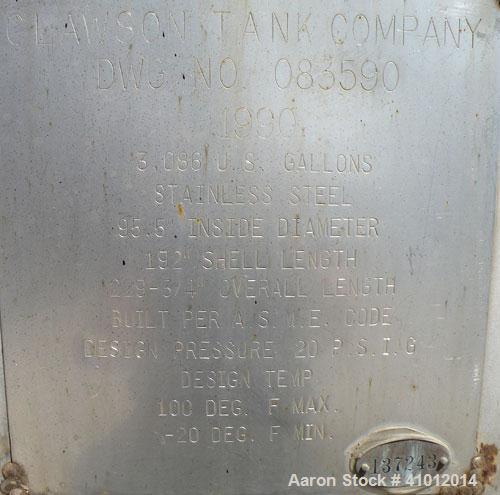 CLAWSON TANK COMPANY
DWG NO. 083590
1990
3,086 U.S. GALLONS
STAINLESS STEEL
95.5" INSIDE DIAMETER
192" SHELL LENGTH
229-3/4" OVERALL LENGTH
BUILT PER A.S.M.E. CODE
DESIGN PRESSURE 20 P.S.I.G
DESIGN TEMP
100 DEG. F MAX.
-20 DEG. F MIN.
137243
Aaron Stock # 41012014